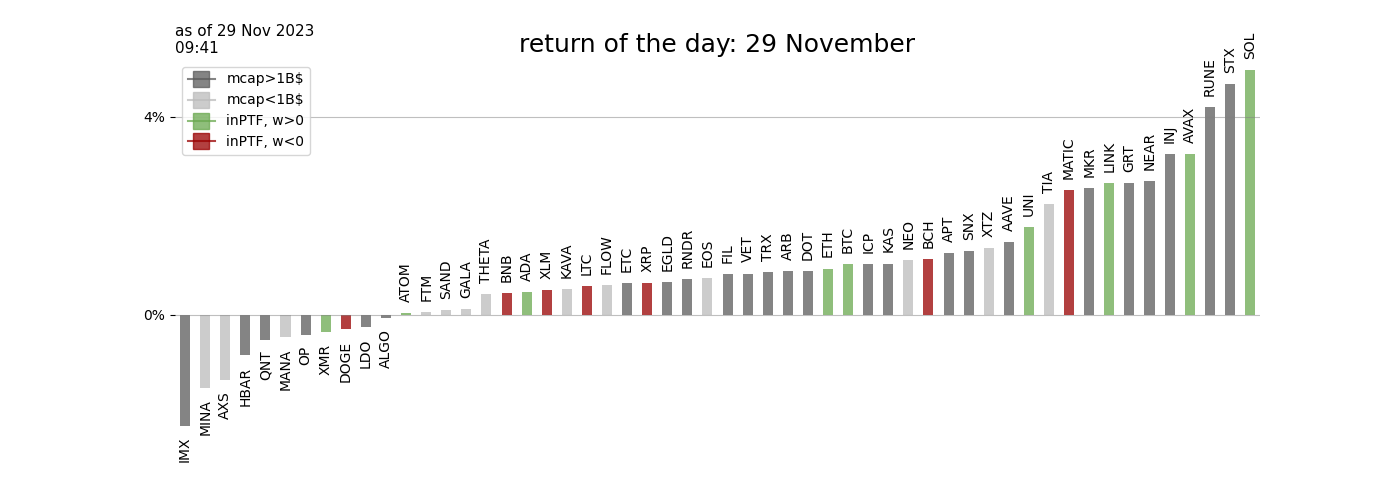 as of 29 Nov 2023
09:41
return of the day: 29 November
mcap>1B$
mcap<1B$
inPTF, w>0
inPTF, w<0
4%
0%
IMX
MINA
AXS
HBAR
QNT
MANA
OP
XMR
DOGE
LDO
ALGO
ATOM
FTM
SAND
GALA
THETA
BNB
ADA
XLM
KAVA
LTC
FLOW
ETC
XRP
EGLD
RNDR
EOS
FIL
VET
TRX
ARB
DOT
ETH
BTC
ICP
KAS
NEO
BCH
APT
SNX
XTZ
AAVE
UNI
TIA
MATIC
MKR
LINK
GRT
NEAR
INJ
AVAX
RUNE
STX
SOL